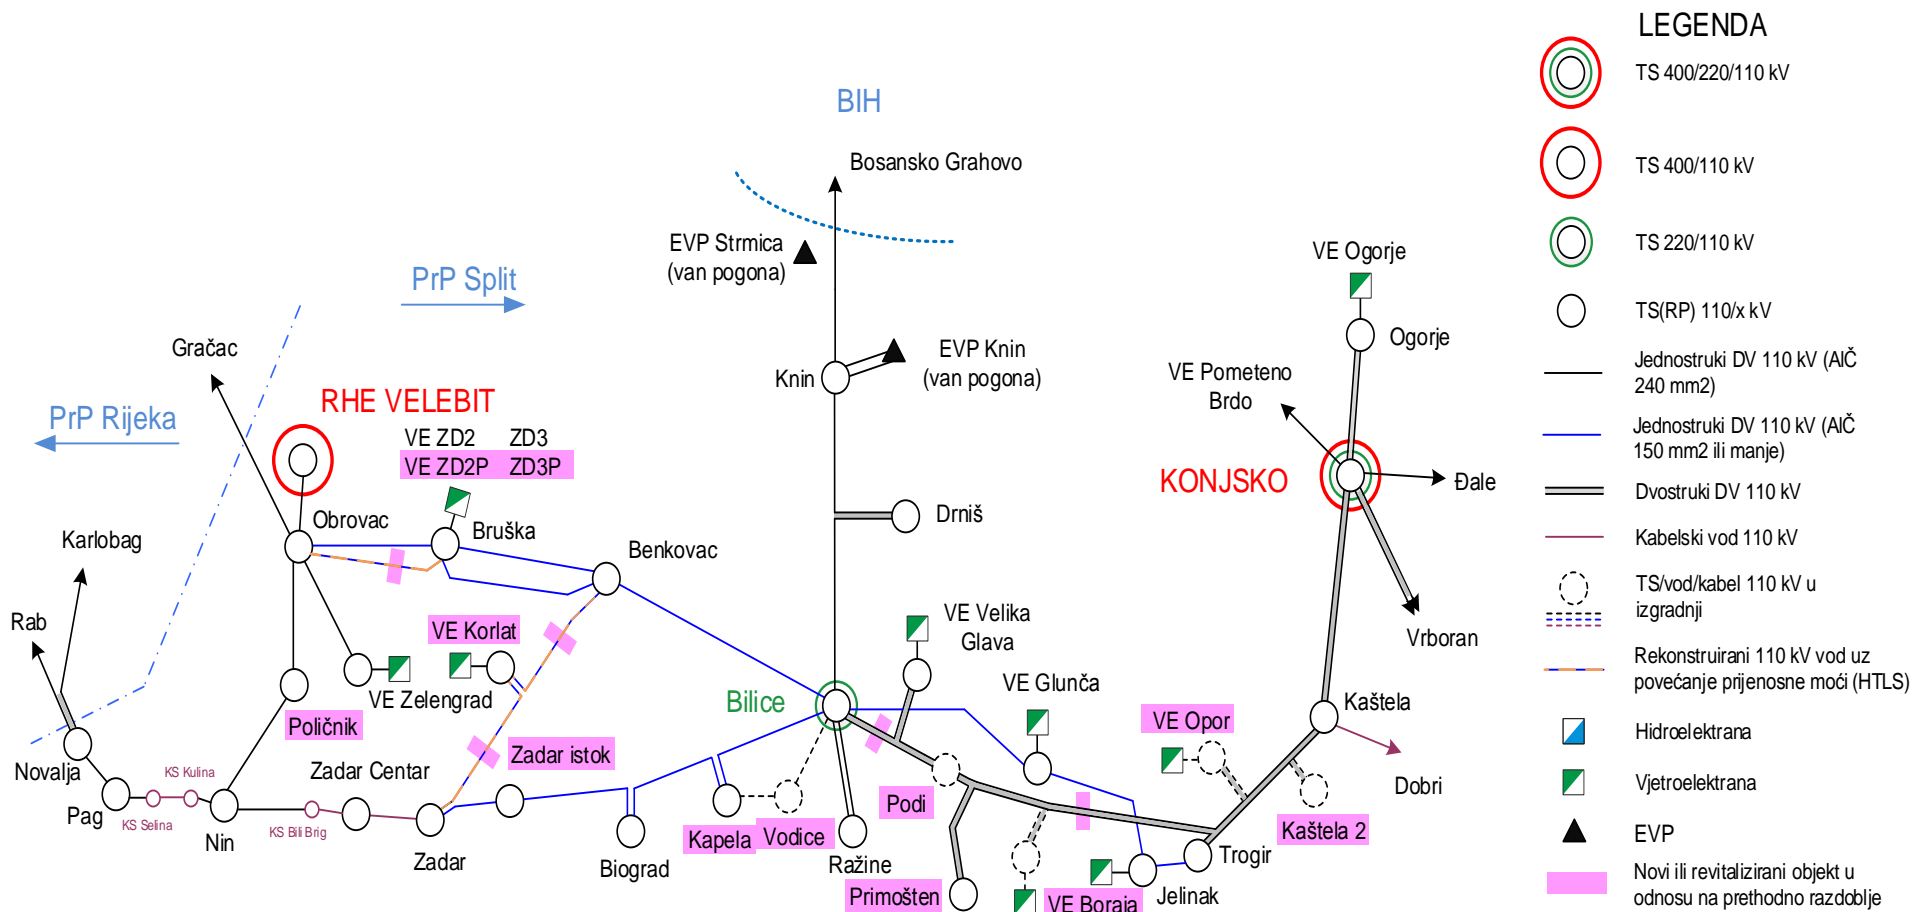 LEGENDA
TS 400/220/110 kV
TS 400/110 kV
TS 220/110 kV
TS(RP) 110/x kV
Jednostruki DV 110 kV (AlČ
240 mm2)
Jednostruki DV 110 kV (AlČ
150 mm2 ili manje)
Dvostruki DV 110 kV
Kabelski vod 110 kV
TS/vod/kabel 110 kV u
izgradnji
Rekonstruirani 110 kV vod uz
povećanje prijenosne moći (HTLS)
Hidroelektrana
Vjetroelektrana
EVP
Novi ili revitalizirani objekt u
odnosu na prethodno razdoblje
BIH
Bosansko Grahovo
EVP Strmica
(van pogona)
PrP Split
PrP Rijeka
Gračac
RHE VELEBIT
VE ZD2 ZD3
VE ZD2P ZD3P
Knin
EVP Knin
(van pogona)
VE Ogorje
Ogorje
VE Pometeno
Brdo
KONJSKO
Đale
Vrboran
Drniš
Obrovac
Bruška
Benkovac
Karlobag
Rab
VE Korlat
VE Zelengrad
Poličnik
Zadar istok
Zadar Centar
Novalja
Pag
KS Kulina
KS Selina
Nin
KS Bili Brig
Zadar
Biograd
Bilice
VE Velika
Glava
VE Glunča
VE Opor
Kaštela
Dobri
Kaštela 2
Kapela
Vodice
Ražine
Podi
Primošten
VE Boraja
Jelinak
Trogir